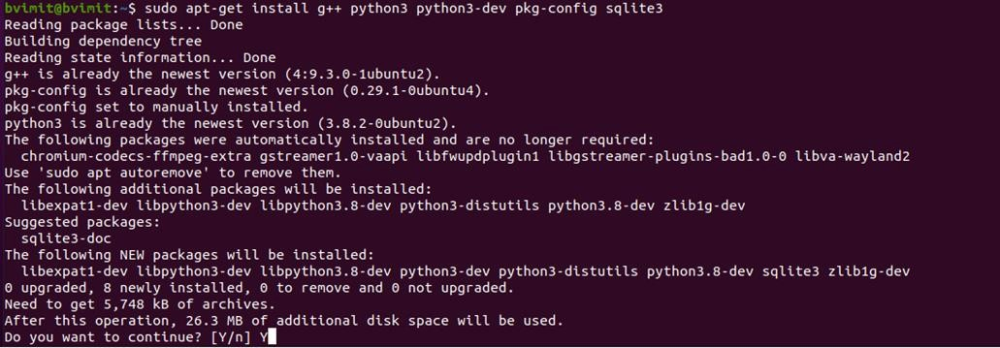 bvimit@bvimit:~$ sudo apt-get install g++ python3 python3-dev pkg-config sqlite3
Reading package lists... Done
Building dependency tree
Reading state information... Done
g++ is already the newest version (4:9.3.0-1ubuntu2).
pkg-config is already the newest version (0.29.1-0ubuntu4).
pkg-config set to manually installed.
python3 is already the newest version (3.8.2-0ubuntu2).
The following packages were automatically installed and are no longer required:
  chromium-codecs-ffmpeg-extra gstreamer1.0-vaapi libfwupdplugin1 libgstreamer-plugins-bad1.0-0 libva-wayland2
Use 'sudo apt autoremove' to remove them.
The following additional packages will be installed:
  libexpat1-dev libpython3-dev libpython3.8-dev python3-distutils python3.8-dev zlib1g-dev
Suggested packages:
  sqlite3-doc
The following NEW packages will be installed:
  libexpat1-dev libpython3-dev libpython3.8-dev python3-dev python3-distutils python3.8-dev sqlite3 zlib1g-dev
0 upgraded, 8 newly installed, 0 to remove and 0 not upgraded.
Need to get 5,748 kB of archives.
After this operation, 26.3 MB of additional disk space will be used.
Do you want to continue? [Y/n] Y